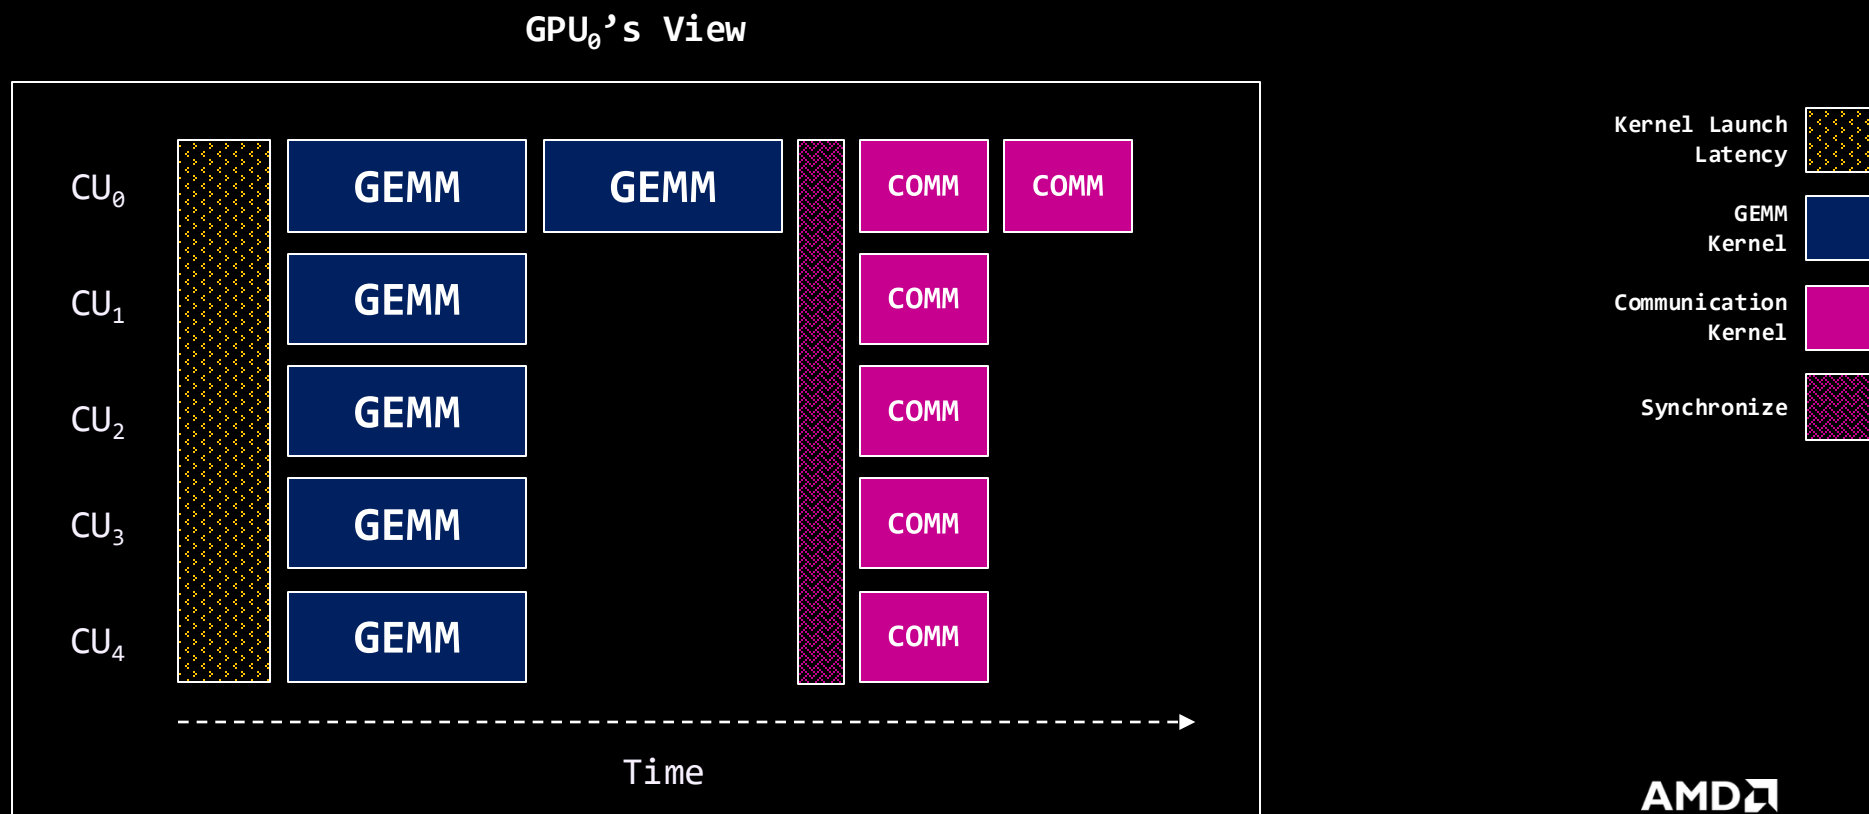 GPU₀’s View
CU₀ GEMM GEMM COMM COMM
CU₁ GEMM COMM
CU₂ GEMM COMM
CU₃ GEMM COMM
CU₄ GEMM COMM
Time
Kernel Launch
Latency
GEMM
Kernel
Communication
Kernel
Synchronize
AMD